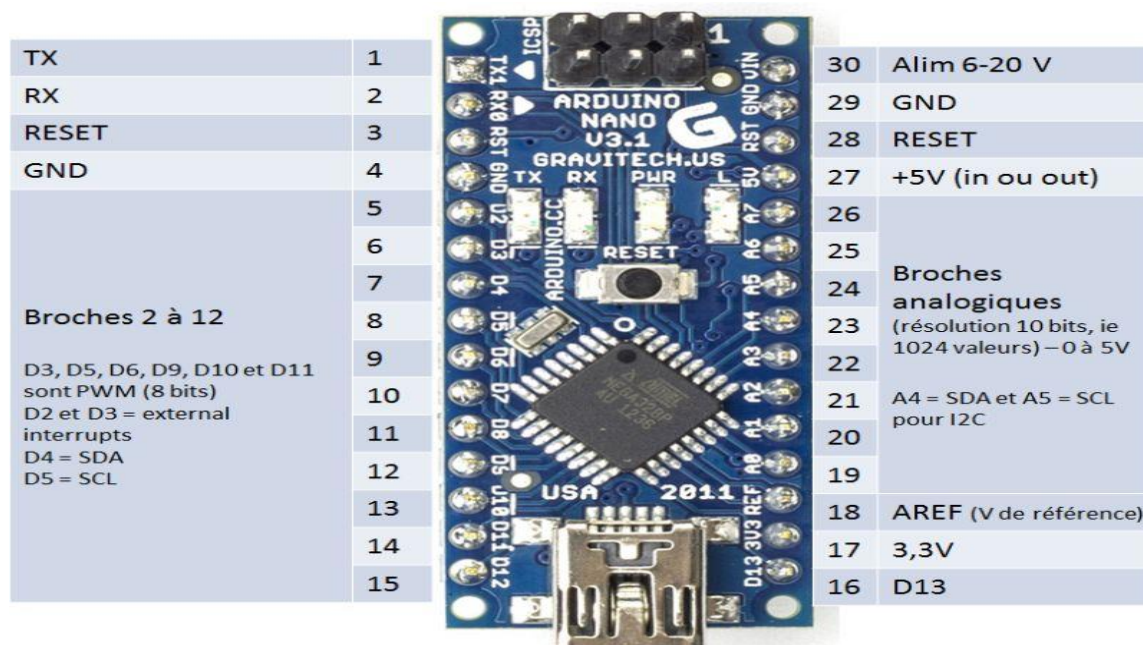 TX 1
RX 2
RESET 3
GND 4
5
6
7
8
9
10
11
12
13
14
15
Broches 2 à 12
D3, D5, D6, D9, D10 et D11
sont PWM (8 bits)
D2 et D3 = external
interrupts
D4 = SDA
D5 = SCL
ICSP
1
TX1
RX0
RST
GND
D2
D3
D4
D5
D6
D7
D8
D9
D10
D11
D12
ARDUINO
NANO
V3.1
G
GRAVITECH.US
TX RX PWR L
ARDUINO.CC
RESET
ATMEL
MEGA328P
4U 1236
USA 2011
VIN
GND
RST
5V
A7
A6
A5
A4
A3
A2
A1
A0
REF
3V3
D13
30 Alim 6-20 V
29 GND
28 RESET
27 +5V (in ou out)
26
25
24
23
22
21
20
19
Broches
analogiques
(résolution 10 bits, ie
1024 valeurs) – 0 à 5V
A4 = SDA et A5 = SCL
pour I2C
18 AREF (V de référence)
17 3,3V
16 D13